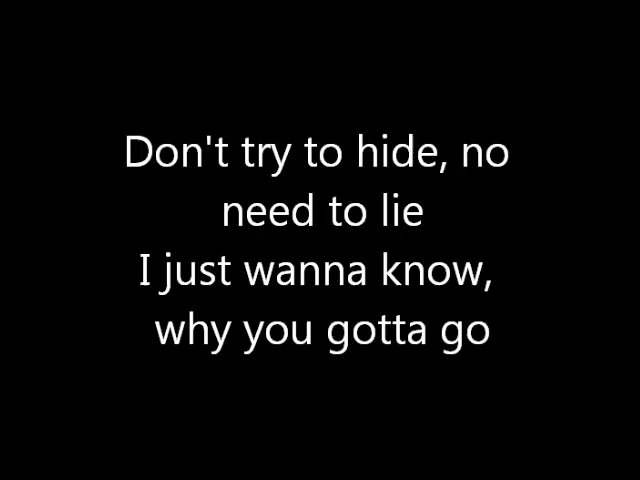 Don't try to hide, no
need to lie
I just wanna know,
why you gotta go